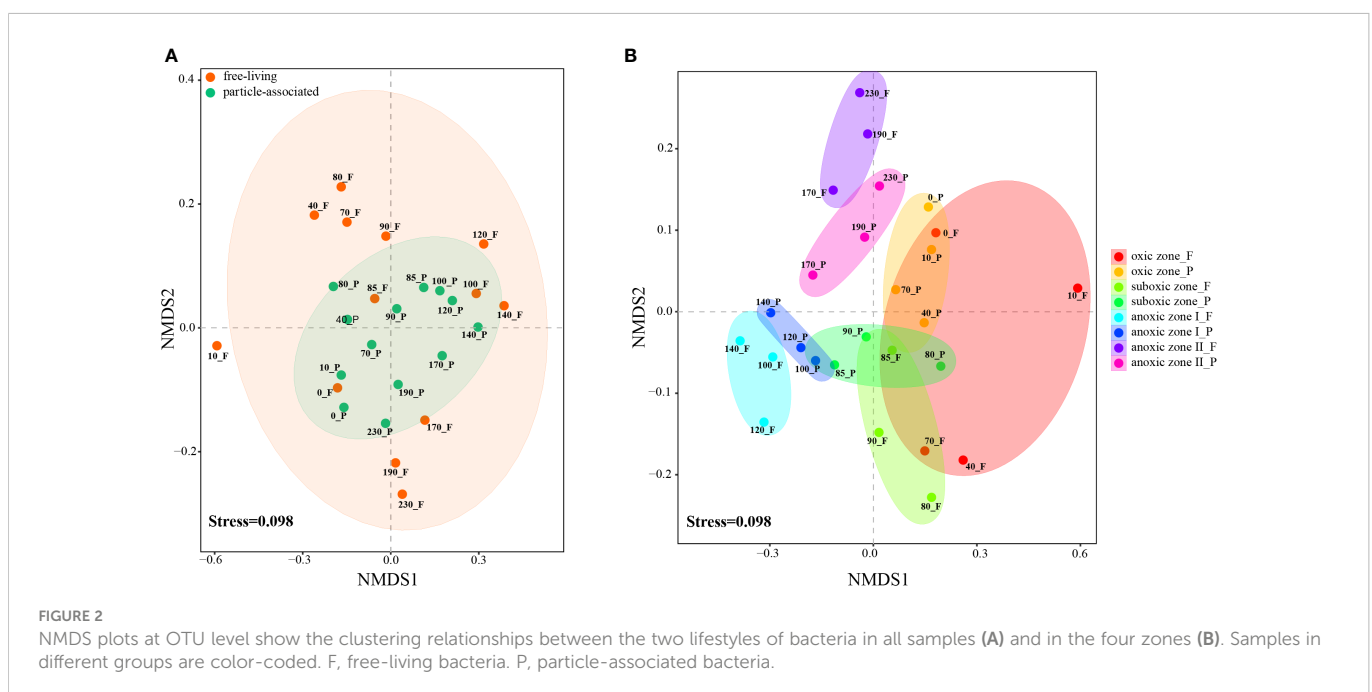 A
B
free-living
particle-associated
0.4
0.2
0.0
−0.2
NMDS2
80_F
40_F
70_F
90_F
120_F
80_P
85_F
85_P
100_P
100_F
120_P
140_F
40_P
90_P
140_P
10_F
70_P
170_P
10_P
190_P
0_F
0_P
230_P
170_F
190_F
230_F
Stress=0.098
−0.6
−0.3
0.0
0.3
NMDS1
0.2
0.1
0.0
−0.1
−0.2
NMDS2
230_F
190_F
170_F
230_P
0_P
0_F
190_P
10_P
170_P
70_P
10_F
140_P
40_P
120_P
90_P
140_F
100_F
100_P
85_P
85_F
80_P
120_F
90_F
70_F
40_F
80_F
Stress=0.098
−0.3
0.0
0.3
0.6
NMDS1
oxic zone_F
oxic zone_P
suboxic zone_F
suboxic zone_P
anoxic zone I_F
anoxic zone I_P
anoxic zone II_F
anoxic zone II_P
FIGURE 2
NMDS plots at OTU level show the clustering relationships between the two lifestyles of bacteria in all samples (A) and in the four zones (B). Samples in
different groups are color-coded. F, free-living bacteria. P, particle-associated bacteria.